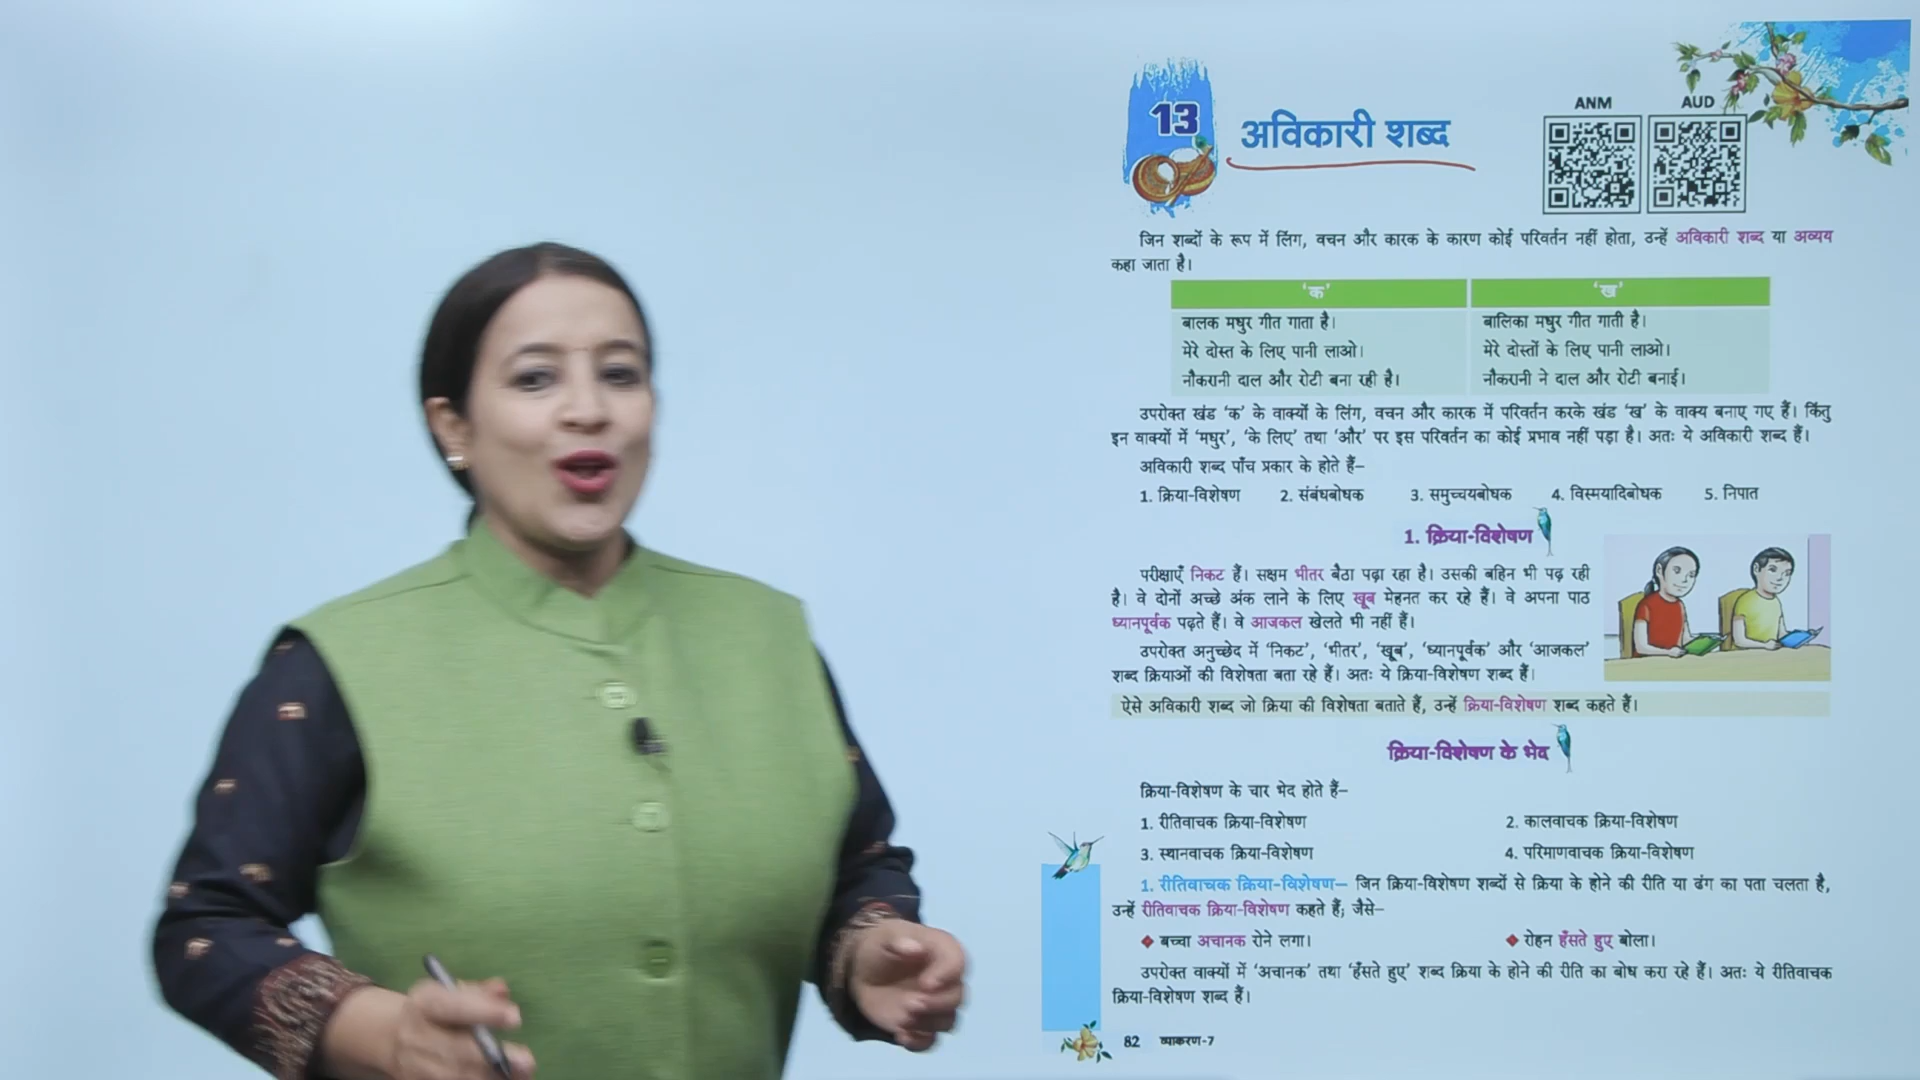 13
अविकारी शब्द
ANM
AUD
जिन शब्दों के रूप में लिंग, वचन और कारक के कारण कोई परिवर्तन नहीं होता, उन्हें अविकारी शब्द या अव्यय
कहा जाता है।
'क'
'ख'
बालक मधुर गीत गाता है।
बालिका मधुर गीत गाती है।
मेरे दोस्त के लिए पानी लाओ।
मेरे दोस्तों के लिए पानी लाओ।
नौकरानी दाल और रोटी बना रही है।
नौकरानी ने दाल और रोटी बनाई।
उपरोक्त खंड 'क' के वाक्यों के लिंग, वचन और कारक में परिवर्तन करके खंड 'ख' के वाक्य बनाए गए हैं। किंतु
इन वाक्यों में 'मधुर', 'के लिए' तथा 'और' पर इस परिवर्तन का कोई प्रभाव नहीं पड़ा है। अतः ये अविकारी शब्द हैं।
अविकारी शब्द पाँच प्रकार के होते हैं–
1. क्रिया-विशेषण 2. संबंधबोधक 3. समुच्चयबोधक 4. विस्मयादिबोधक 5. निपात
1. क्रिया-विशेषण
परीक्षाएँ निकट हैं। सक्षम भीतर बैठा पढ़ा रहा है। उसकी बहिन भी पढ़ रही
है। वे दोनों अच्छे अंक लाने के लिए खूब मेहनत कर रहे हैं। वे अपना पाठ
ध्यानपूर्वक पढ़ते हैं। वे आजकल खेलते भी नहीं हैं।
उपरोक्त अनुच्छेद में 'निकट', 'भीतर', 'खूब', 'ध्यानपूर्वक' और 'आजकल'
शब्द क्रियाओं की विशेषता बता रहे हैं। अतः ये क्रिया-विशेषण शब्द हैं।
ऐसे अविकारी शब्द जो क्रिया की विशेषता बताते हैं, उन्हें क्रिया-विशेषण शब्द कहते हैं।
क्रिया-विशेषण के भेद
क्रिया-विशेषण के चार भेद होते हैं–
1. रीतिवाचक क्रिया-विशेषण
2. कालवाचक क्रिया-विशेषण
3. स्थानवाचक क्रिया-विशेषण
4. परिमाणवाचक क्रिया-विशेषण
1. रीतिवाचक क्रिया-विशेषण– जिन क्रिया-विशेषण शब्दों से क्रिया के होने की रीति या ढंग का पता चलता है,
उन्हें रीतिवाचक क्रिया-विशेषण कहते हैं; जैसे–
बच्चा अचानक रोने लगा।
रोहन हँसते हुए बोला।
उपरोक्त वाक्यों में 'अचानक' तथा 'हँसते हुए' शब्द क्रिया के होने की रीति का बोध करा रहे हैं। अतः ये रीतिवाचक
क्रिया-विशेषण शब्द हैं।
82 व्याकरण-7